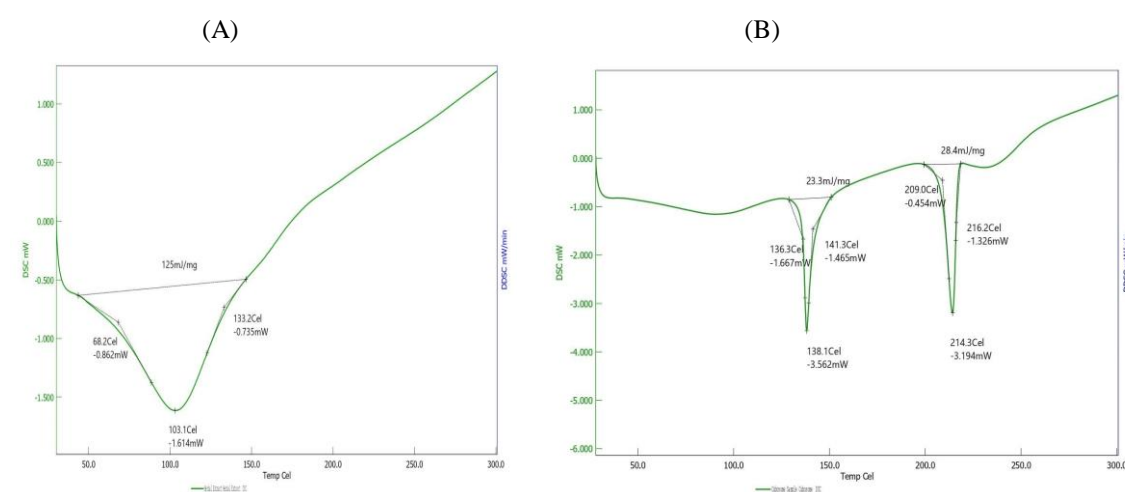 (A)
(B)
1.000
0.500
0.000
-0.500
-1.000
-1.500
DSC mW
DDSC mW/min
125mJ/mg
68.2Cel
-0.862mW
133.2Cel
-0.735mW
103.1Cel
-1.614mW
50.0
100.0
150.0
200.0
250.0
300.0
Temp Cel
1.000
0.000
-1.000
-2.000
-3.000
-4.000
-5.000
-6.000
DSC mW
23.3mJ/mg
28.4mJ/mg
136.3Cel
-1.667mW
141.3Cel
-1.465mW
138.1Cel
-3.562mW
209.0Cel
-0.454mW
216.2Cel
-1.326mW
214.3Cel
-3.194mW
50.0
100.0
150.0
200.0
250.0
300.0
Temp Cel